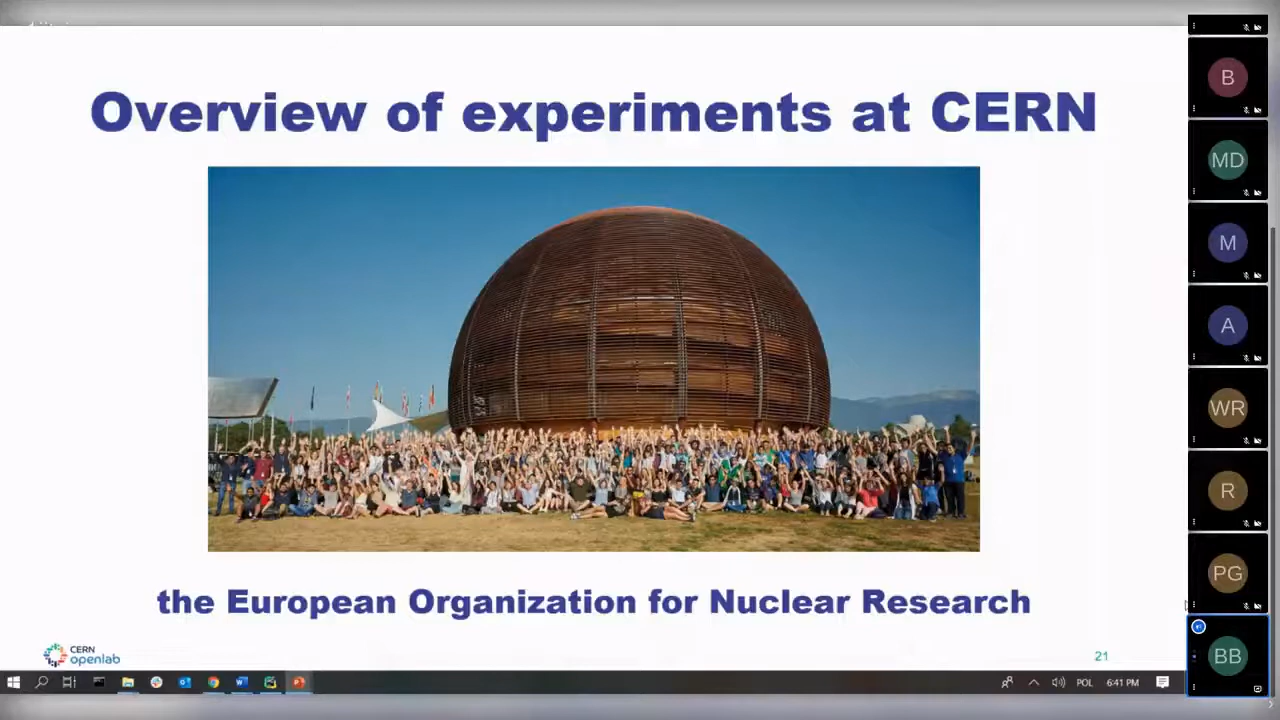 Overview of experiments at CERN
the European Organization for Nuclear Research
CERN
openlab
21
B
MD
M
A
WR
R
PG
BB
POL
6:41 PM